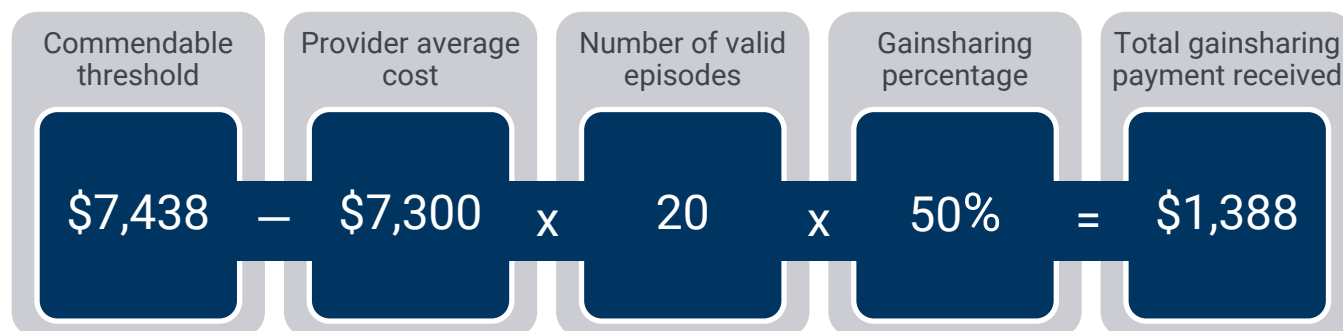 Commendable
threshold
Provider average
cost
Number of valid
episodes
Gainsharing
percentage
Total gainsharing
payment received
$7,438 – $7,300 x 20 x 50% = $1,388